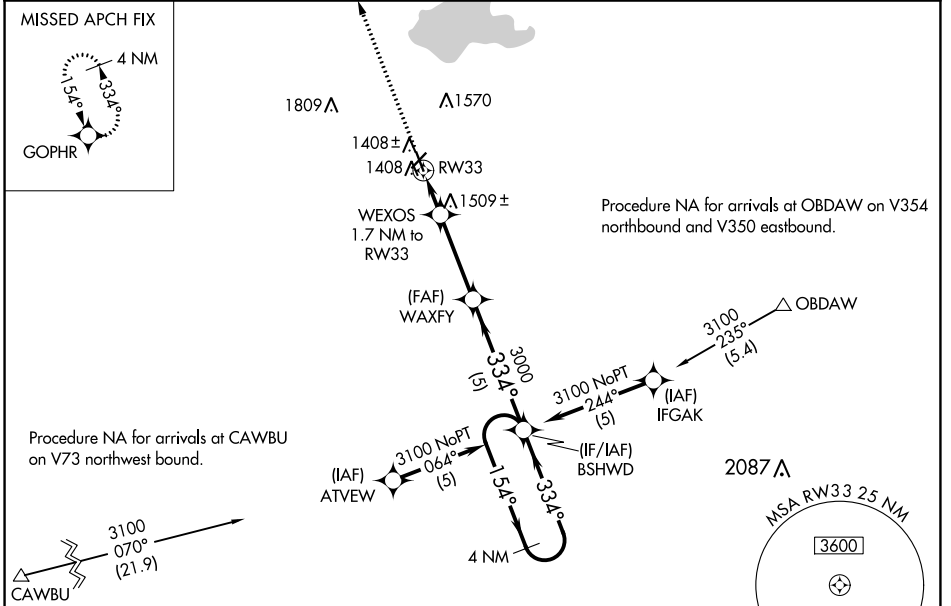 MISSED APCH FIX
4 NM
154°
334°
GOPHR
1809
1570
1408±
1408
RW33
1509±
WEXOS
1.7 NM to
RW33
Procedure NA for arrivals at OBDAW on V354
northbound and V350 eastbound.
(FAF)
WAXFY
OBDAW
3100
235°
(5.4)
3000
334°
(5)
3100 NoPT
244°
(5)
(IAF)
IFGAK
Procedure NA for arrivals at CAWBU
on V73 northwest bound.
3100 NoPT
064°
(5)
(IAF)
ATVEW
(IF/IAF)
BSHWD
154°
334°
4 NM
2087
MSA RW33 25 NM
3600
3100
070°
(21.9)
CAWBU